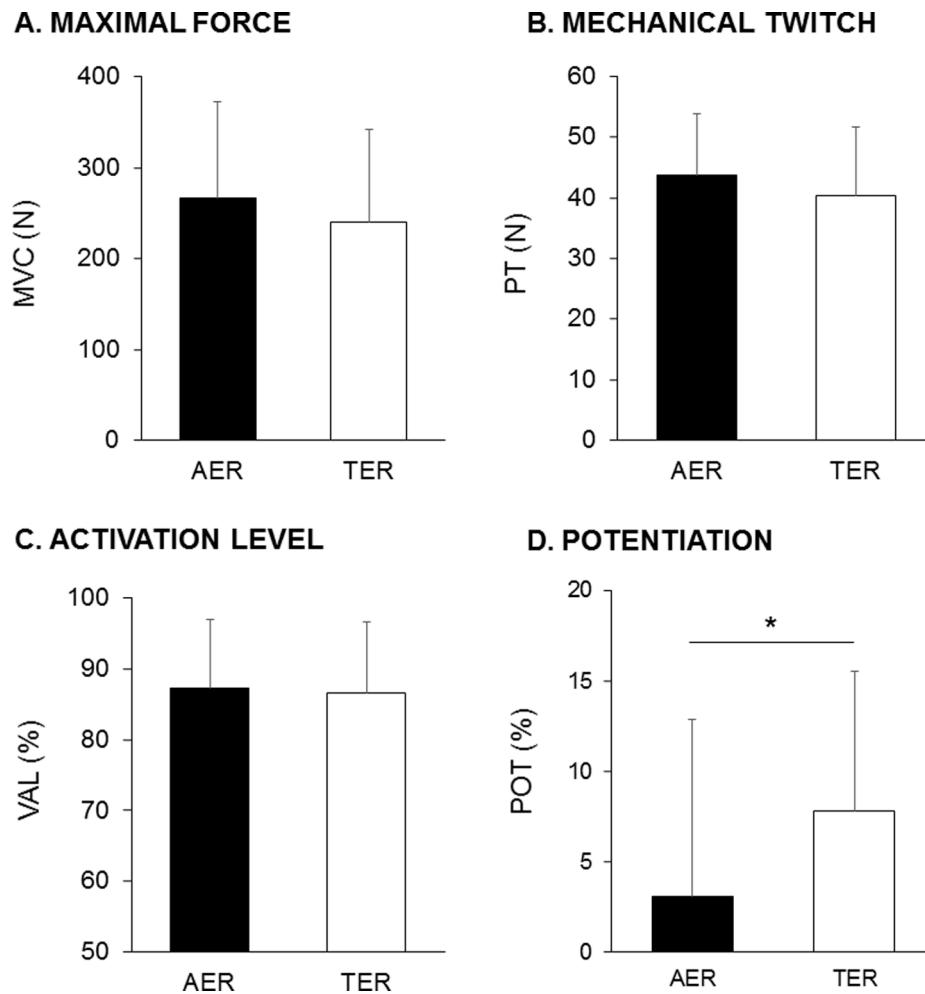 A. MAXIMAL FORCE
MVC (N)
400
300
200
100
0
AER TER
B. MECHANICAL TWITCH
PT (N)
60
50
40
30
20
10
0
AER TER
C. ACTIVATION LEVEL
VAL (%)
100
90
80
70
60
50
AER TER
D. POTENTIATION
POT (%)
20
15
10
5
0
*
AER TER